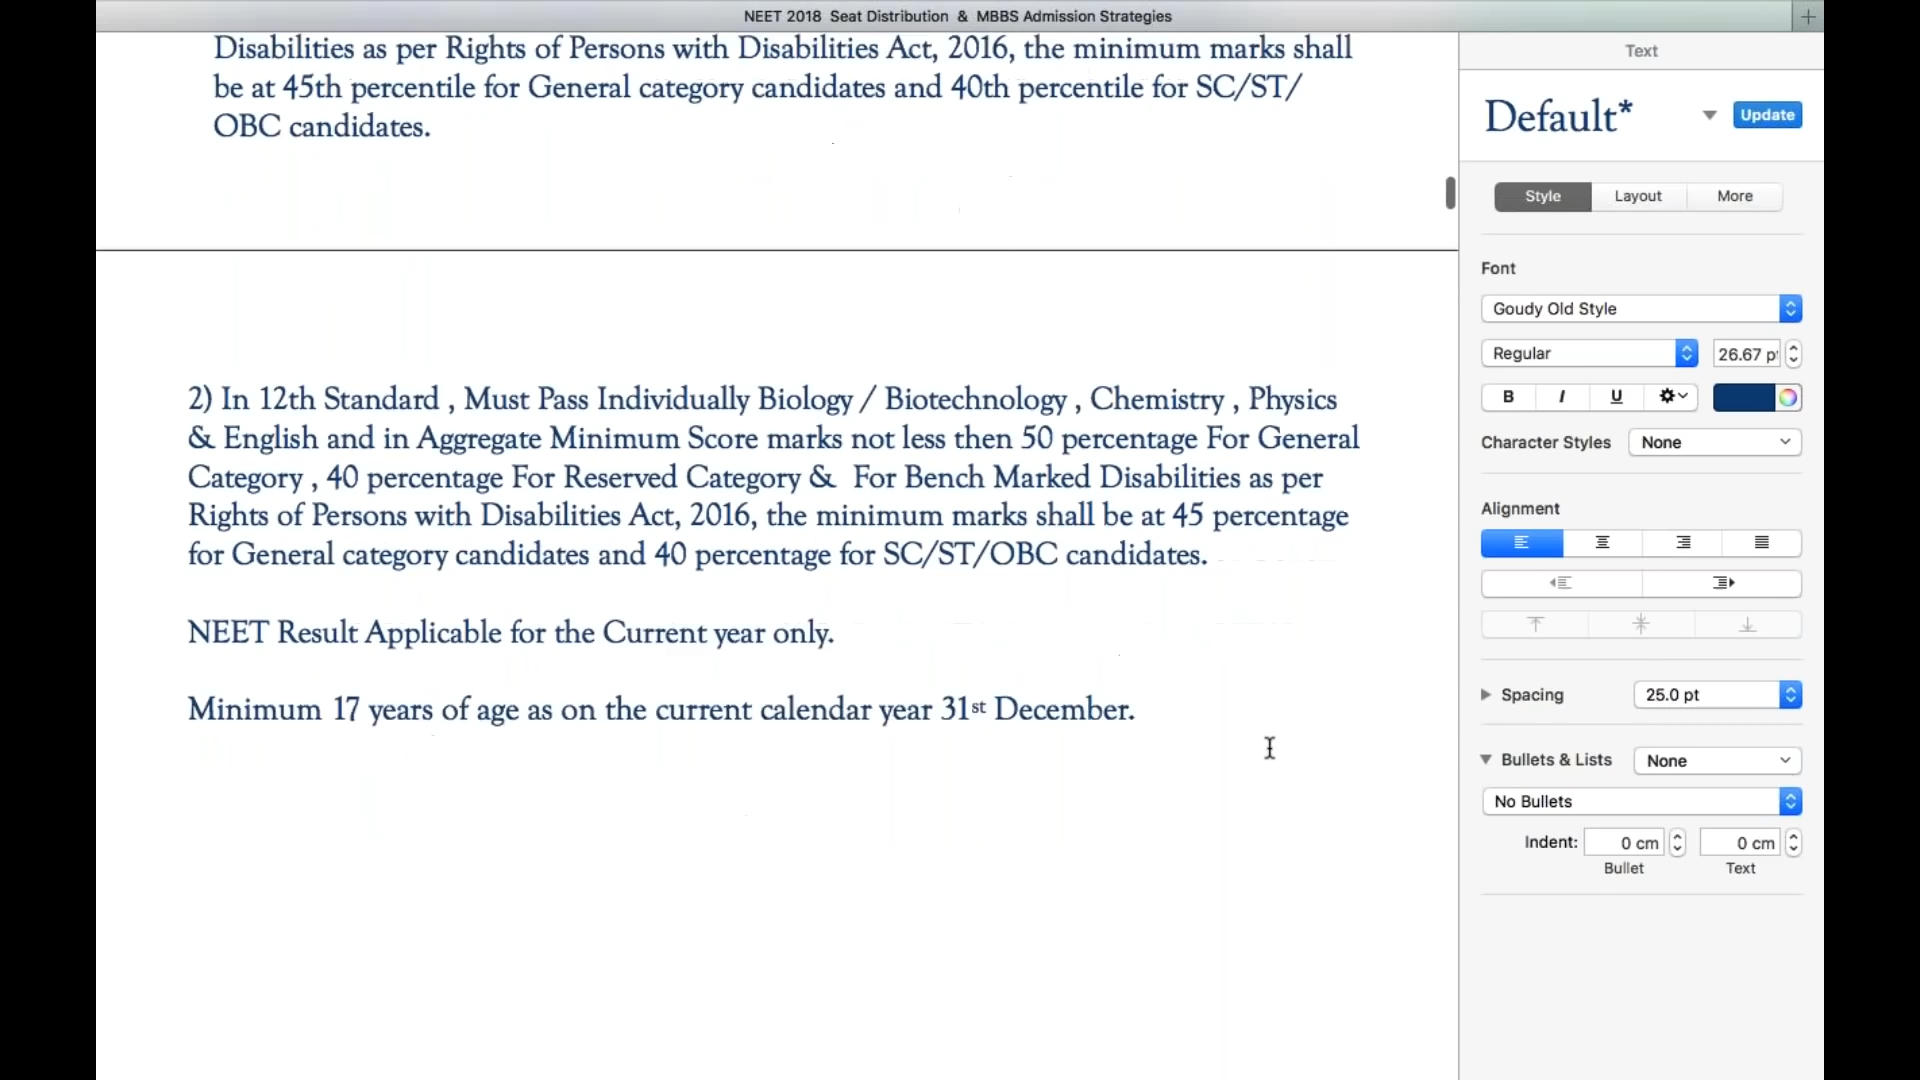 NEET 2018 Seat Distribution & MBBS Admission Strategies
Disabilities as per Rights of Persons with Disabilities Act, 2016, the minimum marks shall
be at 45th percentile for General category candidates and 40th percentile for SC/ST/
OBC candidates.
2) In 12th Standard , Must Pass Individually Biology / Biotechnology , Chemistry , Physics
& English and in Aggregate Minimum Score marks not less then 50 percentage For General
Category , 40 percentage For Reserved Category & For Bench Marked Disabilities as per
Rights of Persons with Disabilities Act, 2016, the minimum marks shall be at 45 percentage
for General category candidates and 40 percentage for SC/ST/OBC candidates.
NEET Result Applicable for the Current year only.
Minimum 17 years of age as on the current calendar year 31st December.
Text
Default*
Update
Style Layout More
Font
Goudy Old Style
Regular 26.67 p
B I U
Character Styles None
Alignment
Spacing 25.0 pt
Bullets & Lists None
No Bullets
Indent: 0 cm 0 cm
Bullet Text